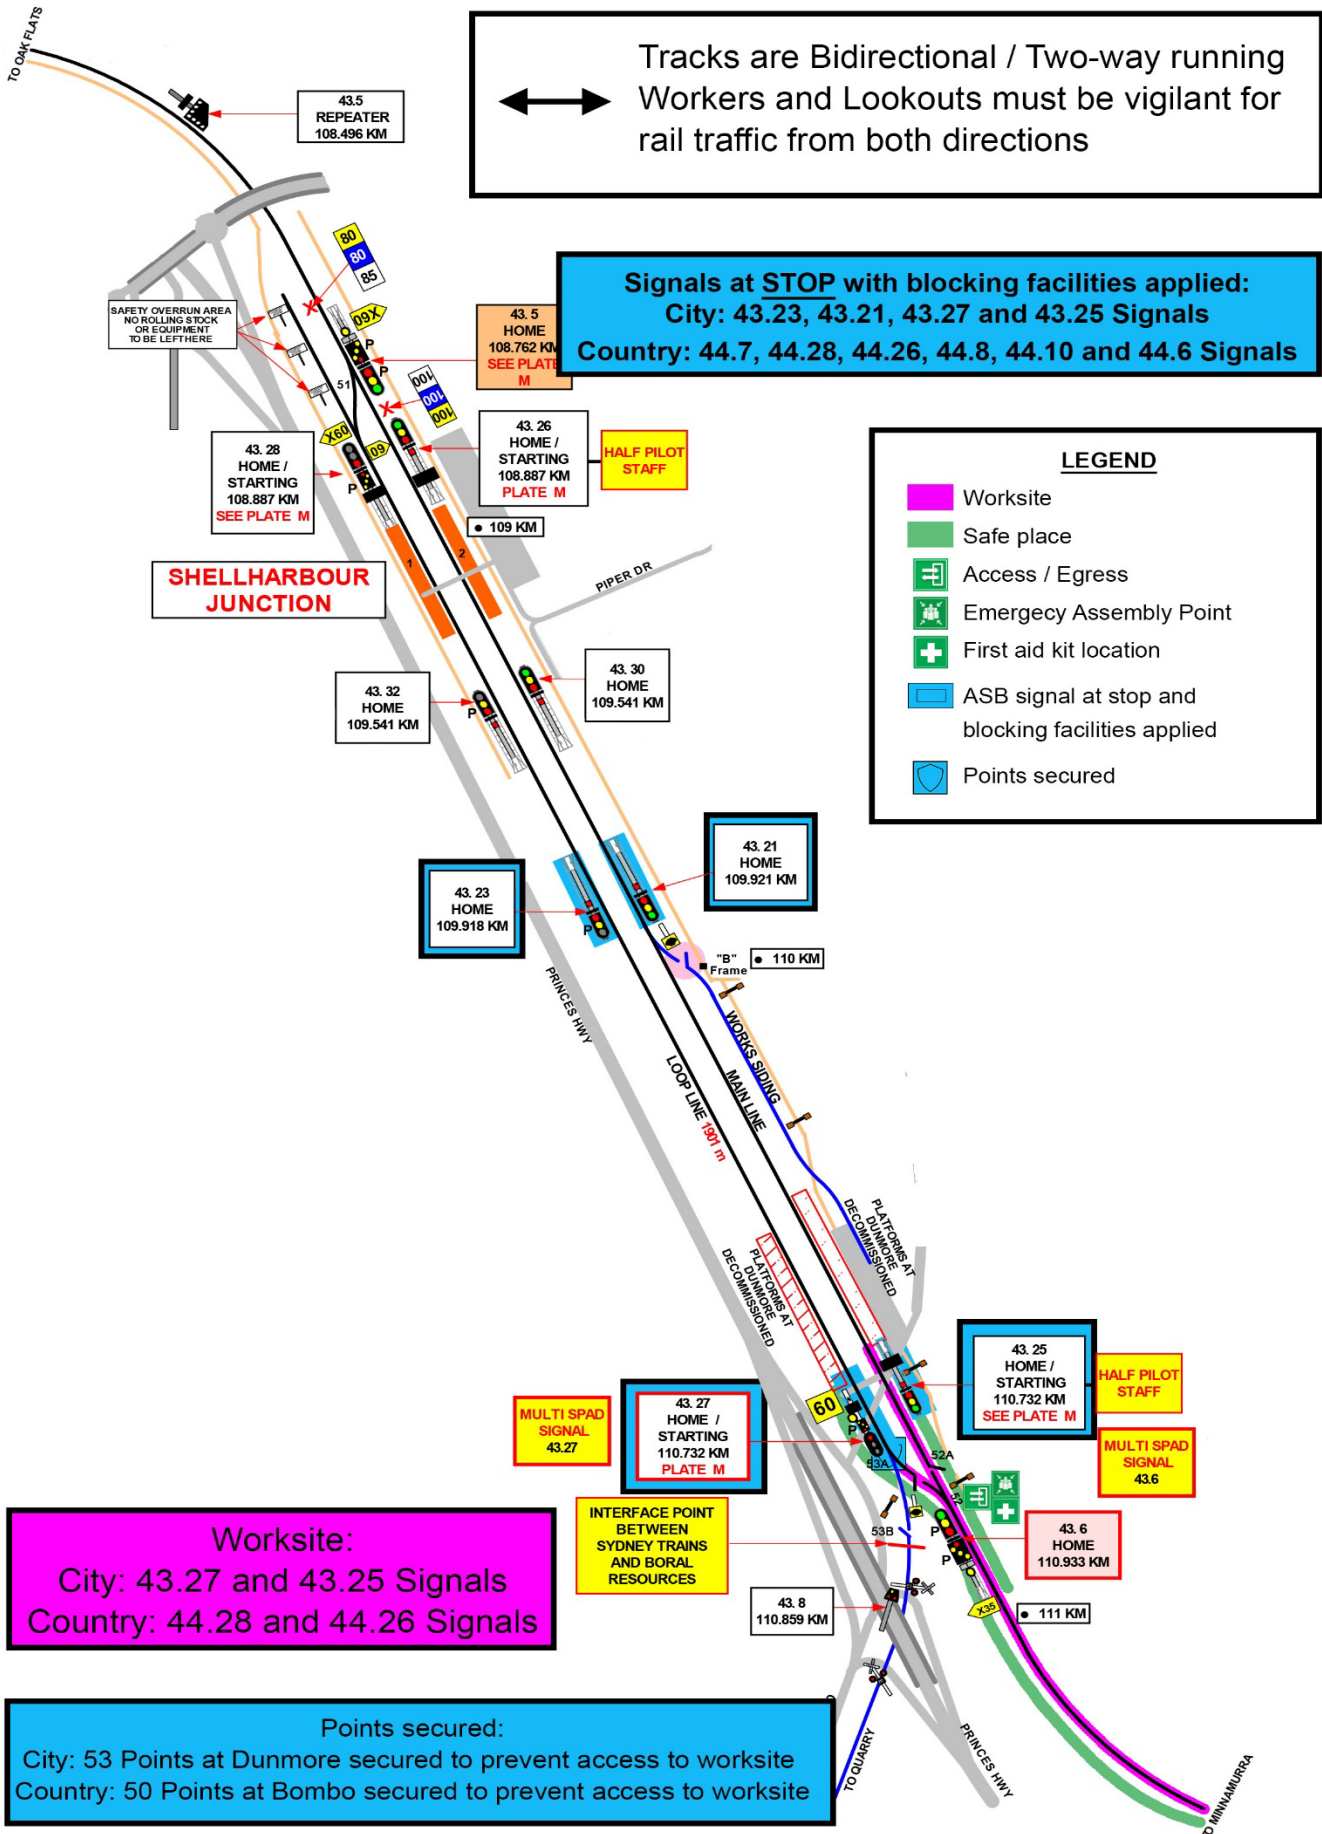 TO OAK FLATS
43.5
REPEATER
108.496 KM
Tracks are Bidirectional / Two-way running
Workers and Lookouts must be vigilant for
rail traffic from both directions
80
80
85
SAFETY OVERRUN AREA
NO ROLLING STOCK
OR EQUIPMENT
TO BE LEFT HERE
X60
P
P
51
43. 5
HOME
108.762 KM
SEE PLATE
M
Signals at STOP with blocking facilities applied:
City: 43.23, 43.21, 43.27 and 43.25 Signals
Country: 44.7, 44.28, 44.26, 44.8, 44.10 and 44.6 Signals
100
100
100
X60
60
P
43. 28
HOME /
STARTING
108.887 KM
SEE PLATE M
43. 26
HOME /
STARTING
108.887 KM
PLATE M
HALF PILOT
STAFF
109 KM
1
2
SHELLHARBOUR
JUNCTION
PIPER DR
LEGEND
Worksite
Safe place
Access / Egress
Emergecy Assembly Point
First aid kit location
ASB signal at stop and
blocking facilities applied
Points secured
43. 32
HOME
109.541 KM
P
43. 30
HOME
109.541 KM
43. 23
HOME
109.918 KM
P
43. 21
HOME
109.921 KM
"B"
Frame
110 KM
PRINCES HWY
LOOP LINE 1901 m
MAIN LINE
WORKS SIDING
PLATFORMS AT
DUNMORE
DECOMMISSIONED
PLATFORMS AT
DUNMORE
DECOMMISSIONED
43. 25
HOME /
STARTING
110.732 KM
SEE PLATE M
HALF PILOT
STAFF
MULTI SPAD
SIGNAL
43.27
43. 27
HOME /
STARTING
110.732 KM
PLATE M
60
P
53A
52A
52
MULTI SPAD
SIGNAL
43.6
INTERFACE POINT
BETWEEN
SYDNEY TRAINS
AND BORAL
RESOURCES
53B
P
P
43. 6
HOME
110.933 KM
X35
111 KM
43. 8
110.859 KM
Worksite:
City: 43.27 and 43.25 Signals
Country: 44.28 and 44.26 Signals
Points secured:
City: 53 Points at Dunmore secured to prevent access to worksite
Country: 50 Points at Bombo secured to prevent access to worksite
TO QUARRY
PRINCES HWY
TO MINNAMURRA